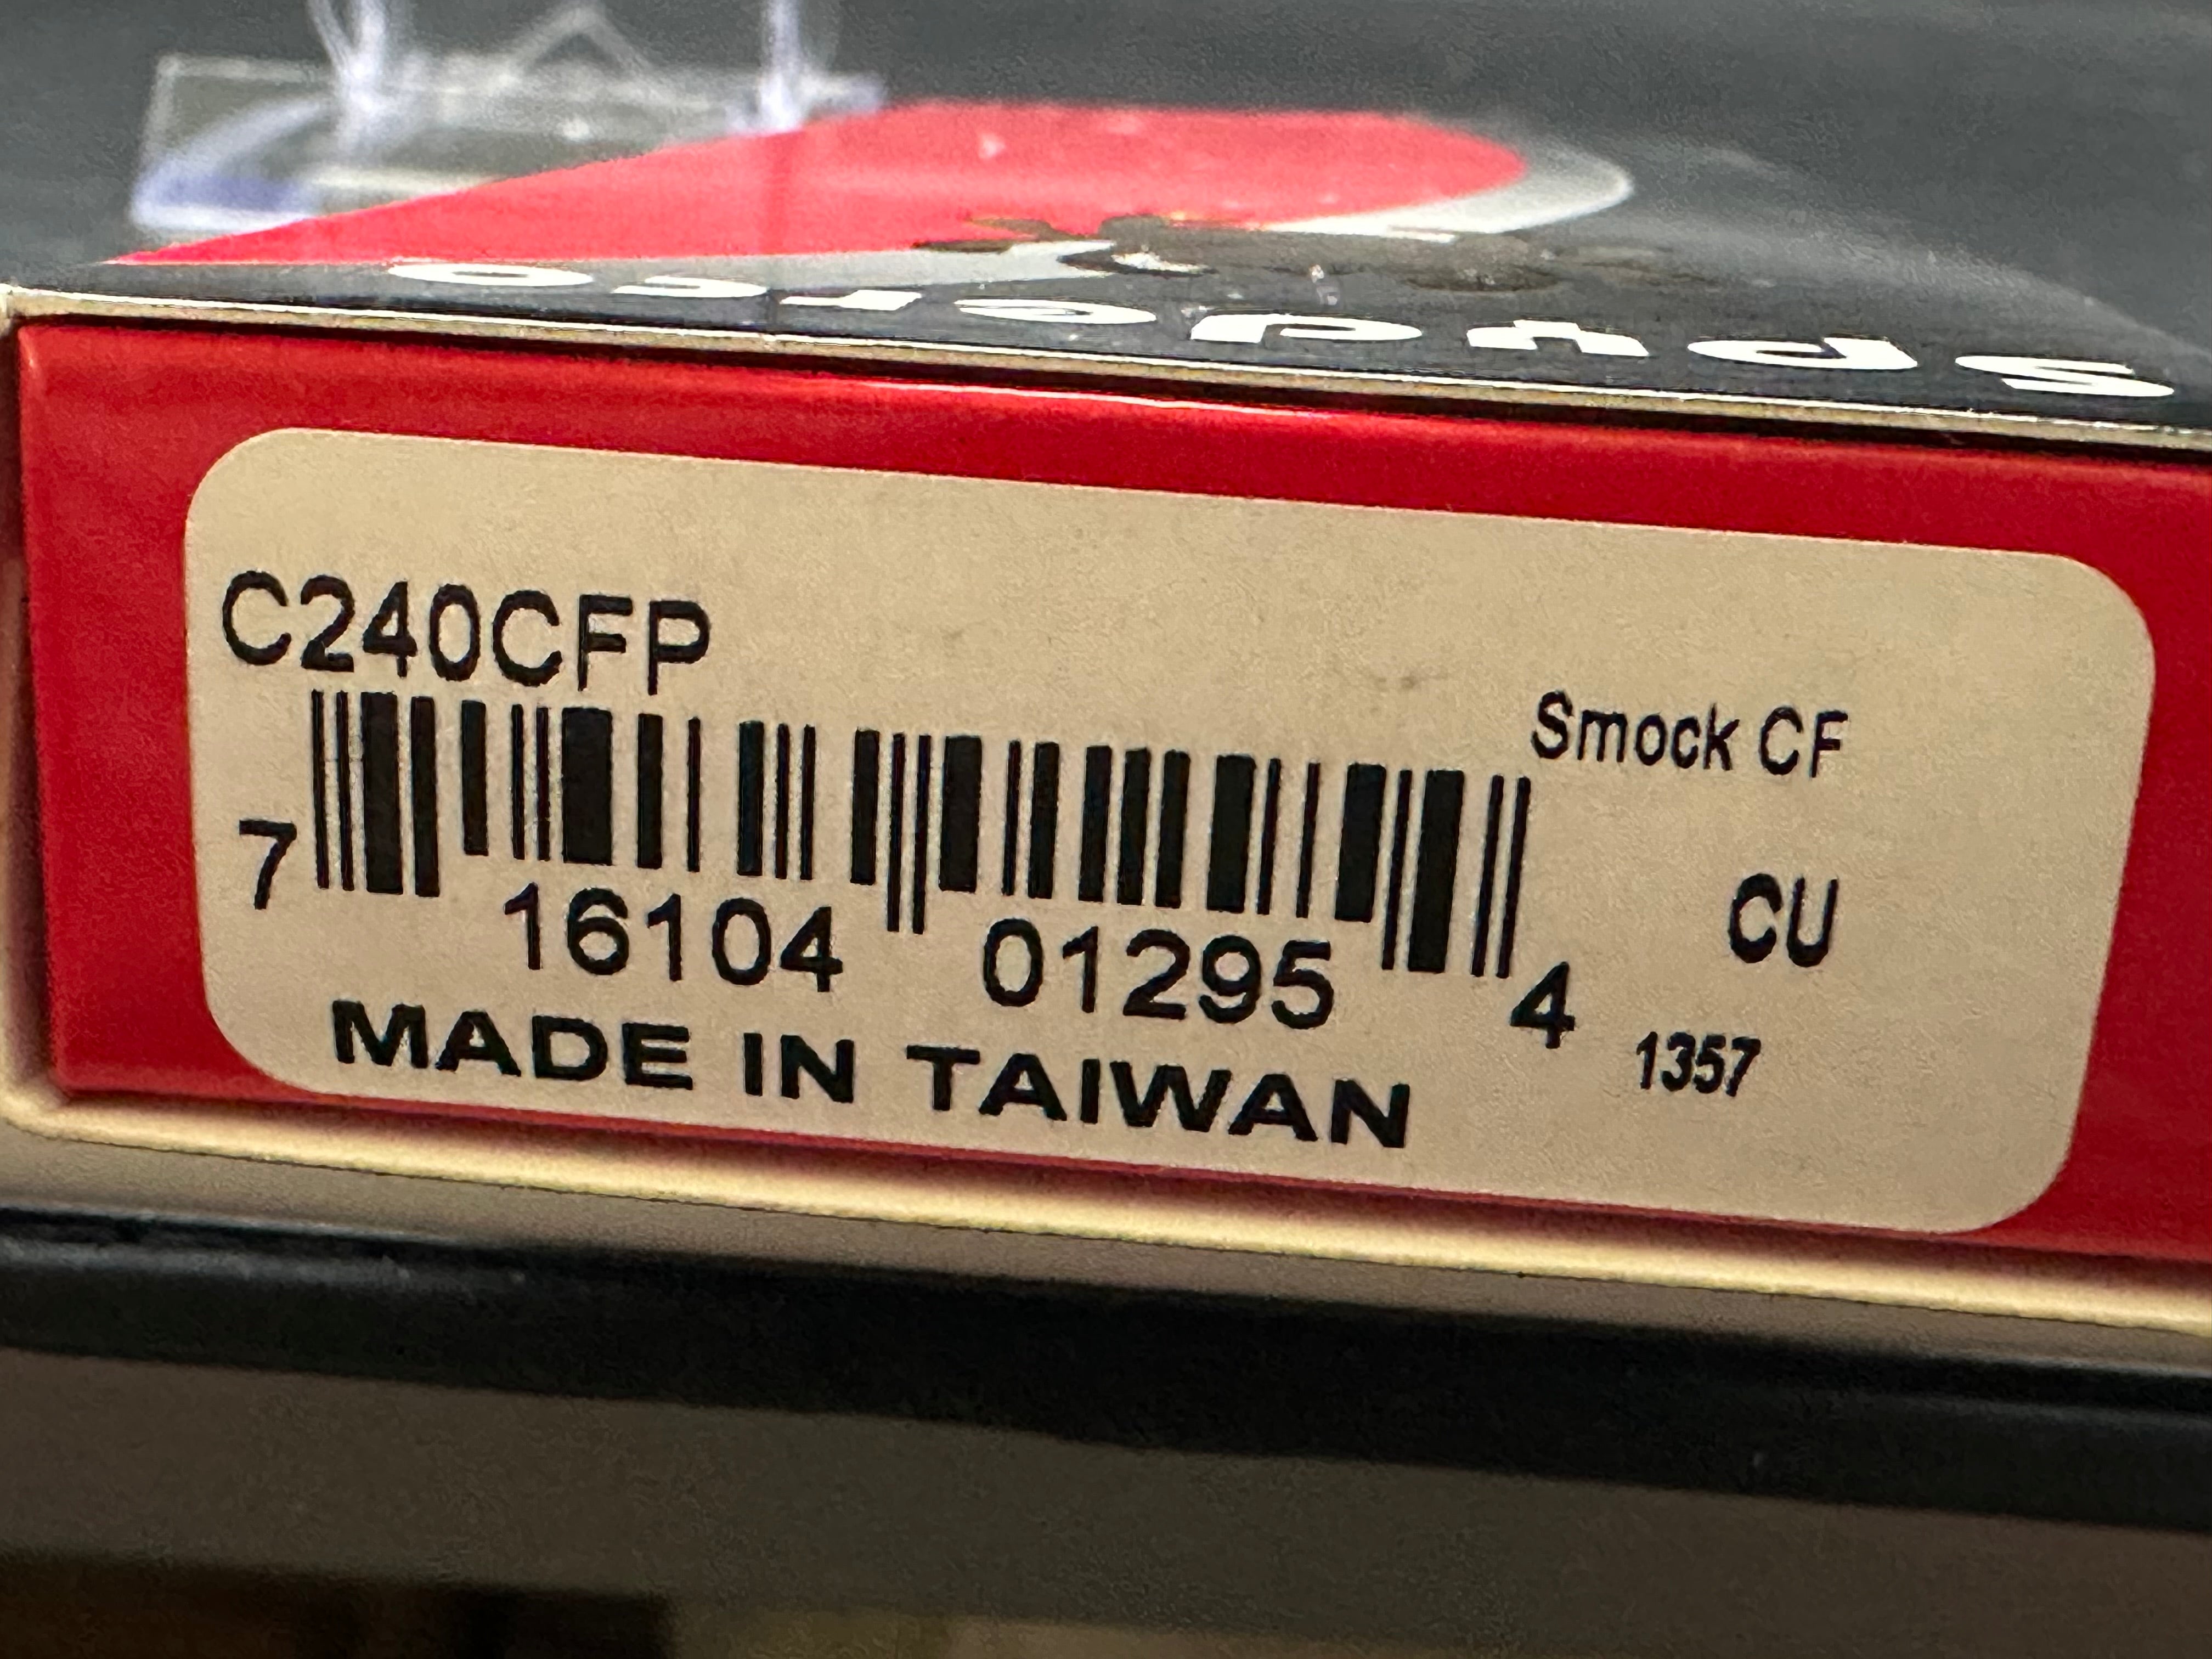 Spyderco
C240CFP
Smock CF
7 16104 01295 4
CU
1357
MADE IN TAIWAN